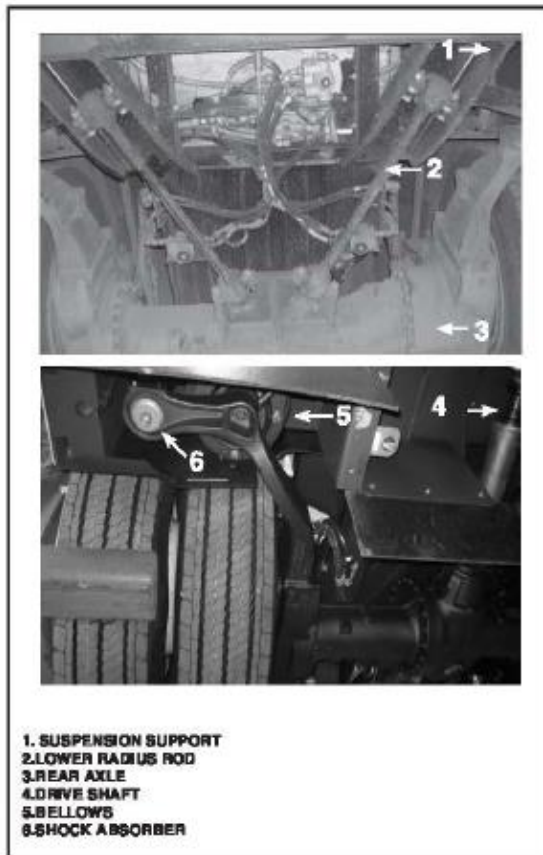 1
2
3
4
5
6
1. SUSPENSION SUPPORT
2.LOWER RADIUS ROD
3.REAR AXLE
4.DRIVE SHAFT
5.BELLOWS
6.SHOCK ABSORBER